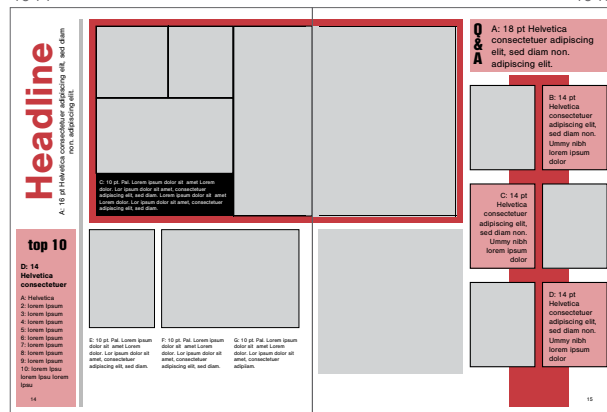 Headline
A: 16 pt Helvetica consectetuer adipiscing elit, sed diam
non. adipiscing elit.
top 10
D: 14
Helvetica
consectetuer
A: Helvetica
2: lorem Ipsum
3: lorem Ipsum
4: lorem Ipsum
5: lorem Ipsum
6: lorem Ipsum
7: lorem Ipsum
8: lorem Ipsum
9: lorem Ipsum
10: lorem Ipsu
lorem Ipsu lorem
Ipsu
14
C: 10 pt. Pal. Lorem ipsum dolor sit amet Lorem
dolor. Lor ipsum dolor sit amet, consectetuer
adipiscing elit, sed diam. Lorem ipsum dolor sit amet
Lorem dolor. Lor ipsum dolor sit amet, consectetuer
adipiscing elit, sed diam.
E: 10 pt. Pal. Lorem ipsum
dolor sit amet Lorem
dolor. Lor ipsum dolor sit
amet, consectetuer
adipiscing elit, sed diam.
F: 10 pt. Pal. Lorem ipsum
dolor sit amet Lorem
dolor. Lor ipsum dolor sit
amet, consectetuer
adipiscing elit, sed diam.
G: 10 pt. Pal. Lorem ipsum
dolor. Lor ipsum dolor sit
amet, consectetuer
adipiiam.
Q & A
A: 18 pt Helvetica
consectetuer adipiscing
elit, sed diam non.
adipiscing elit.
B: 14 pt
Helvetica
consectetuer
adipiscing elit,
sed diam non.
Ummy nibh
lorem ipsum
dolor
C: 14 pt
Helvetica
consectetuer
adipiscing elit,
sed diam non.
Ummy nibh
lorem ipsum
dolor
D: 14 pt
Helvetica
consectetuer
adipiscing elit,
sed diam non.
Ummy nibh
lorem ipsum
dolor
15